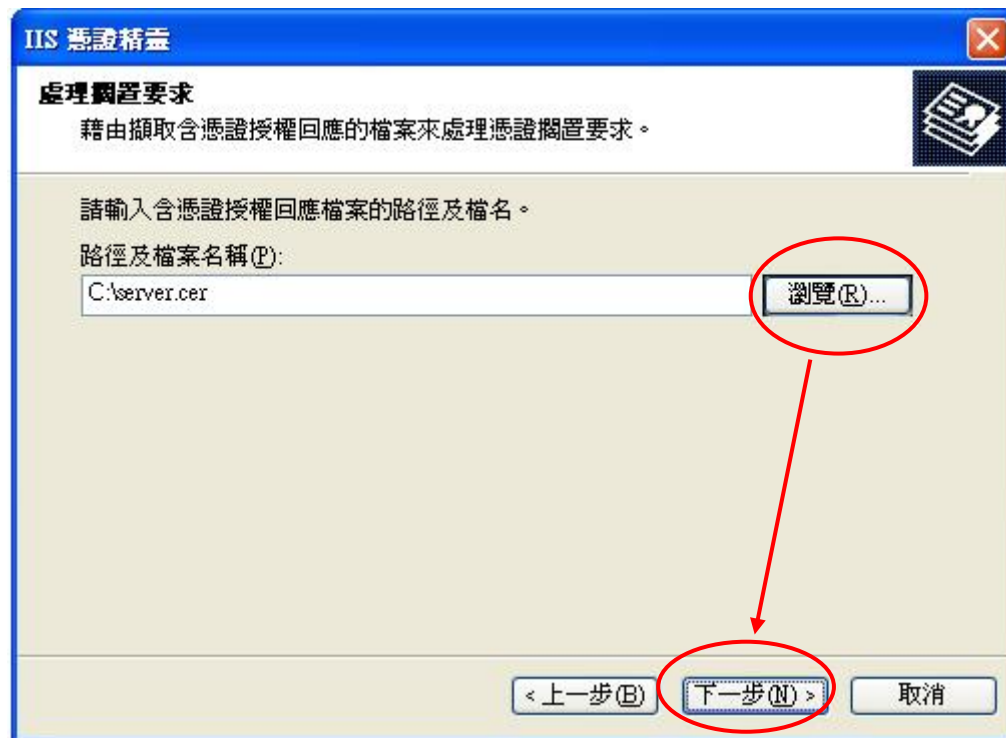 IIS 憑證精靈
處理擱置要求
藉由擷取含憑證授權回應的檔案來處理憑證擱置要求。
請輸入含憑證授權回應檔案的路徑及檔名。
路徑及檔案名稱(P):
C:\server.cer
瀏覽(R)...
<上一步(B)
下一步(N)>
取消